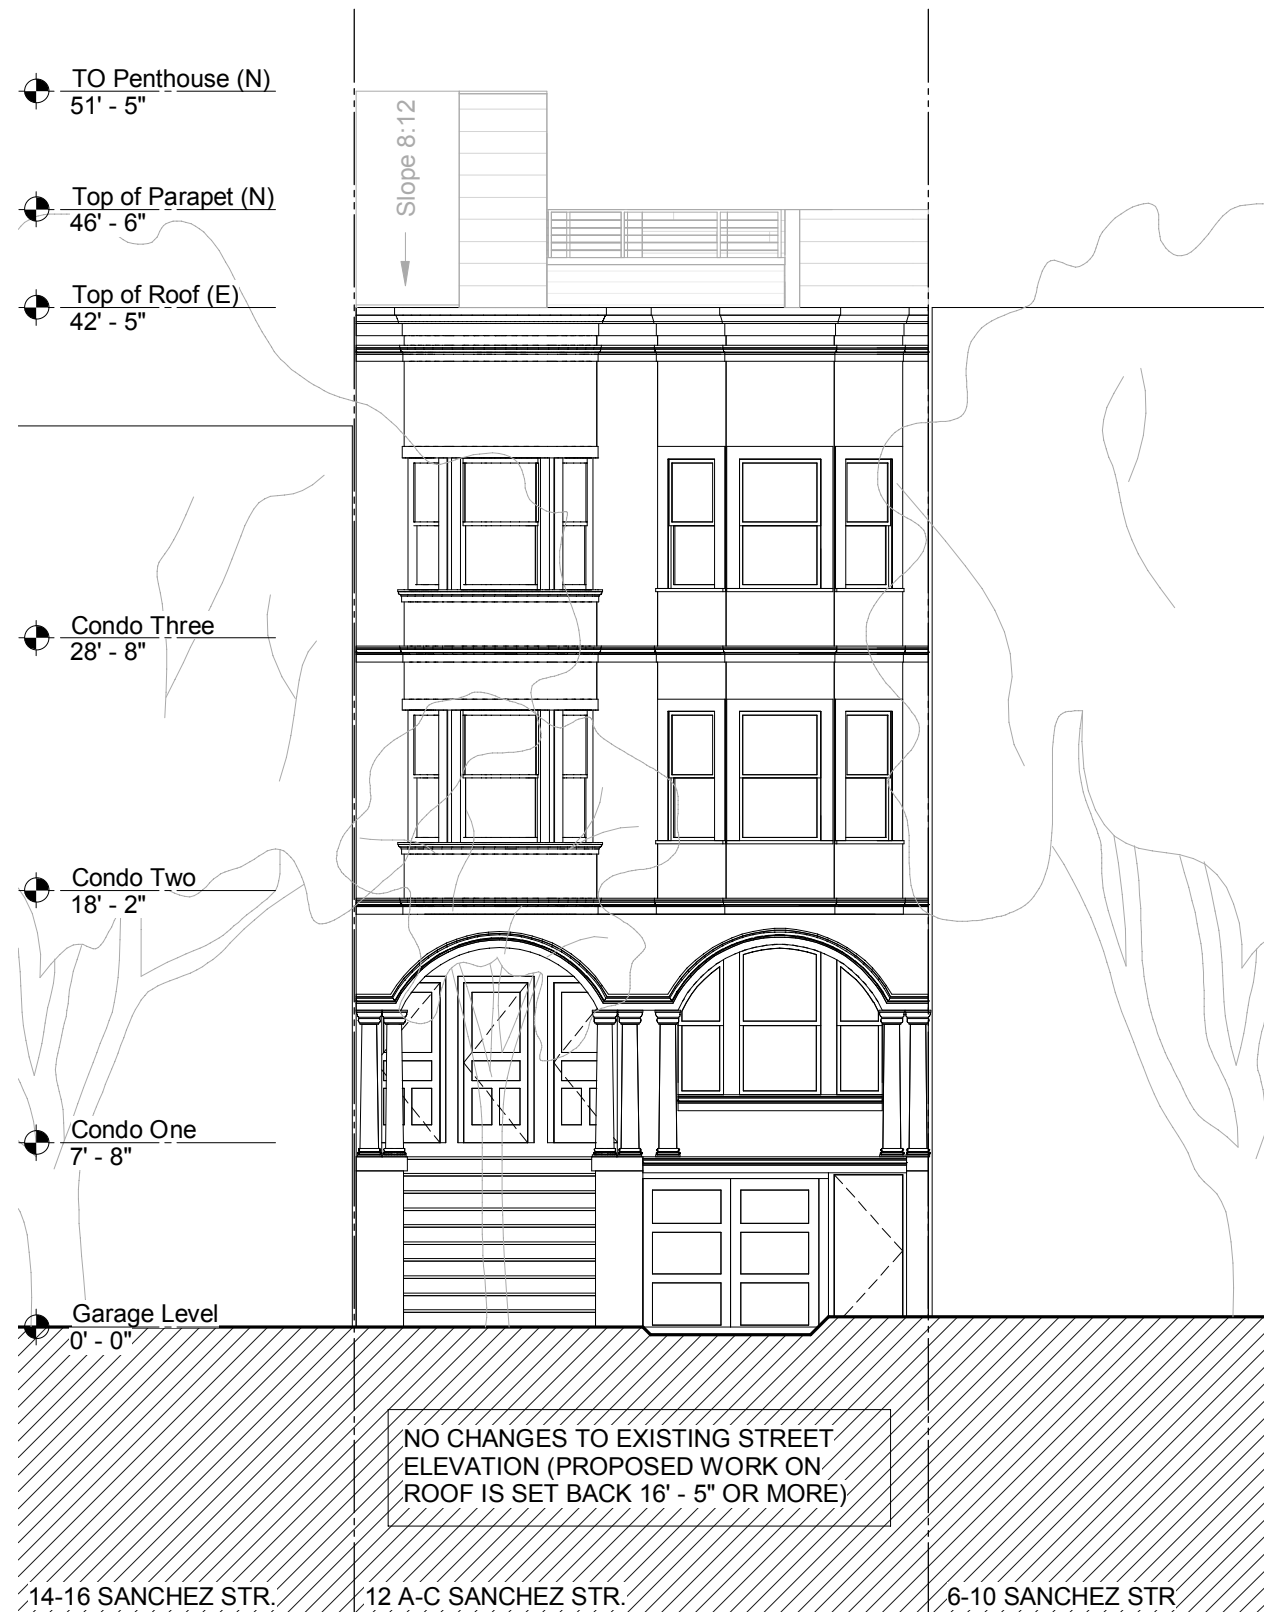 TO Penthouse (N)
51' - 5"
Slope 8:12
Top of Parapet (N)
46' - 6"
Top of Roof (E)
42' - 5"
Condo Three
28' - 8"
Condo Two
18' - 2"
Condo One
7' - 8"
Garage Level
0' - 0"
NO CHANGES TO EXISTING STREET
ELEVATION (PROPOSED WORK ON
ROOF IS SET BACK 16' - 5" OR MORE)
14-16 SANCHEZ STR.
12 A-C SANCHEZ STR.
6-10 SANCHEZ STR